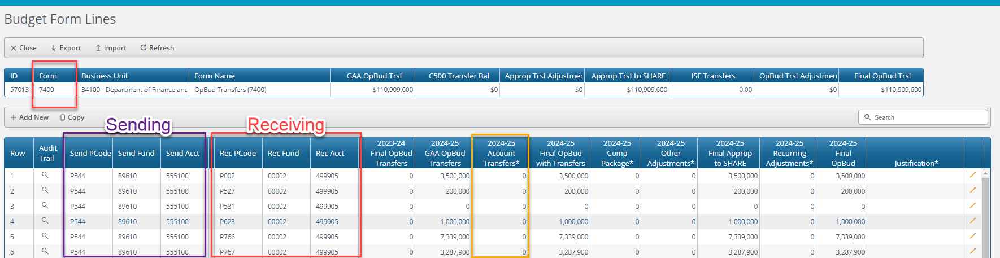 Budget Form Lines
Close Export Import Refresh
ID Form Business Unit Form Name GAA OpBud Trsf C500 Transfer Bal Approp Trsf Adjustmer Approp Trsf to SHARE ISF Transfers OpBud Trsf Adjustmen Final OpBud Trsf
57013 7400 34100 - Department of Finance anc OpBud Transfers (7400) $110,909,600 $0 $0 $110,909,600 0.00 $0 $110,909,600
Add New Copy Search
Sending Receiving
Row Audit Trail Send PCode Send Fund Send Acct Rec PCode Rec Fund Rec Acct 2023-24 Final OpBud Transfers 2024-25 GAA OpBud Transfers 2024-25 Account Transfers* 2024-25 Final OpBud with Transfers 2024-25 Comp Package* 2024-25 Other Adjustments* 2024-25 Final Approp to SHARE 2024-25 Recurring Adjustments* 2024-25 Final OpBud Justification*
1 P544 89610 555100 P002 00002 499905 0 3,500,000 0 3,500,000 0 0 3,500,000 0 3,500,000
2 P544 89610 555100 P527 00002 499905 0 200,000 0 200,000 0 0 200,000 0 200,000
3 P544 89610 555100 P531 00002 499905 0 0 0 0 0 0 0 0 0
4 P544 89610 555100 P623 00002 499905 0 1,000,000 0 1,000,000 0 0 1,000,000 0 1,000,000
5 P544 89610 555100 P766 00002 499905 0 7,339,000 0 7,339,000 0 0 7,339,000 0 7,339,000
6 P544 89610 555100 P767 00002 499905 0 3,287,900 0 3,287,900 0 0 3,287,900 0 3,287,900